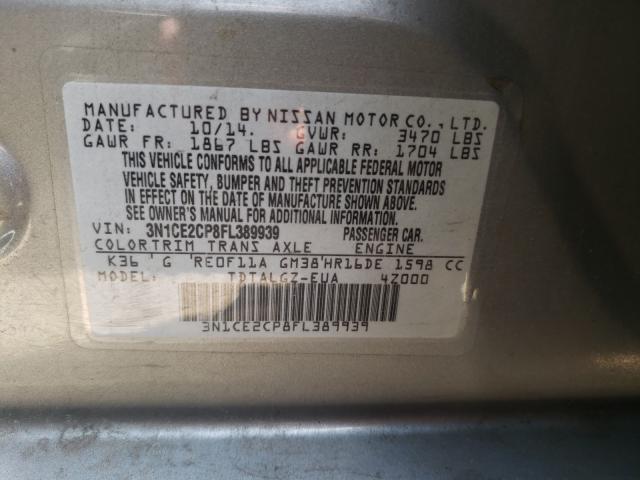 MANUFACTURED BY NISSAN MOTOR CO., LTD.
DATE: 10/14. GVWR: 3470 LBS
GAWR FR: 1867 LBS GAWR RR: 1704 LBS
THIS VEHICLE CONFORMS TO ALL APPLICABLE FEDERAL MOTOR
VEHICLE SAFETY, BUMPER AND THEFT PREVENTION STANDARDS
IN EFFECT ON THE DATE OF MANUFACTURE SHOWN ABOVE.
SEE OWNER'S MANUAL FOR ADDITIONAL INFORMATION.
VIN: 3N1CE2CP8FL389939 PASSENGER CAR.
COLOR TRIM TRANS AXLE ENGINE
K36 G RE0F11A GM38 HR16DE 1598 CC
MODEL: TDTALGZ-EUA 4Z000
3N1CE2CP8FL389939